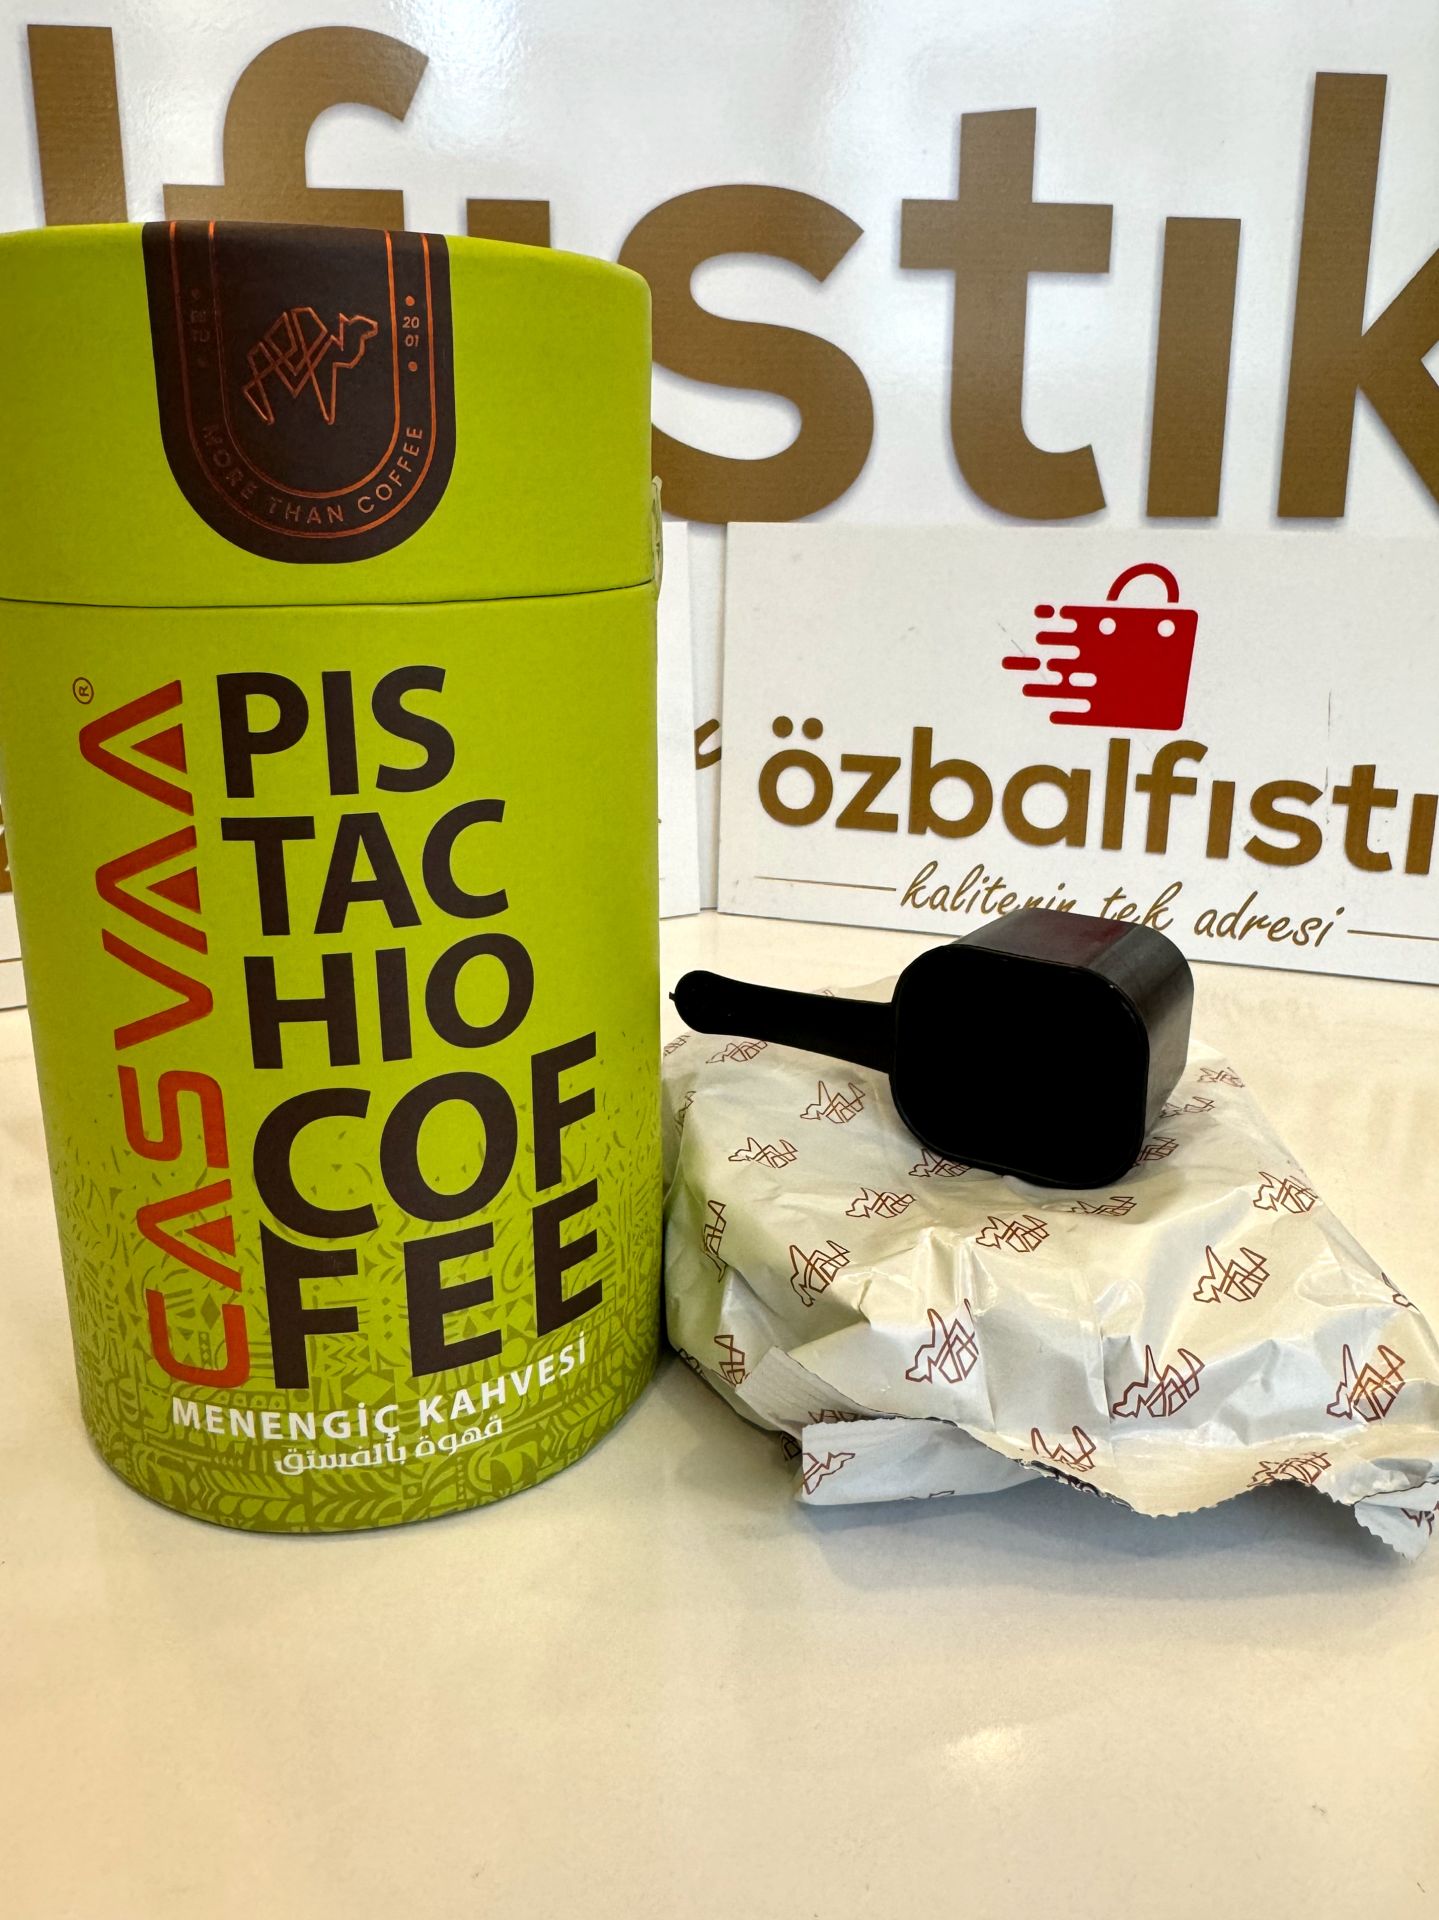 lfıstık
20
01
MORE THAN COFFEE
CASVAA®
PIS
TAC
HIO
COF
FEE
MENENGİÇ KAHVESİ
قهوة بالفستق
özbalfıstı
kalitenin tek adresi